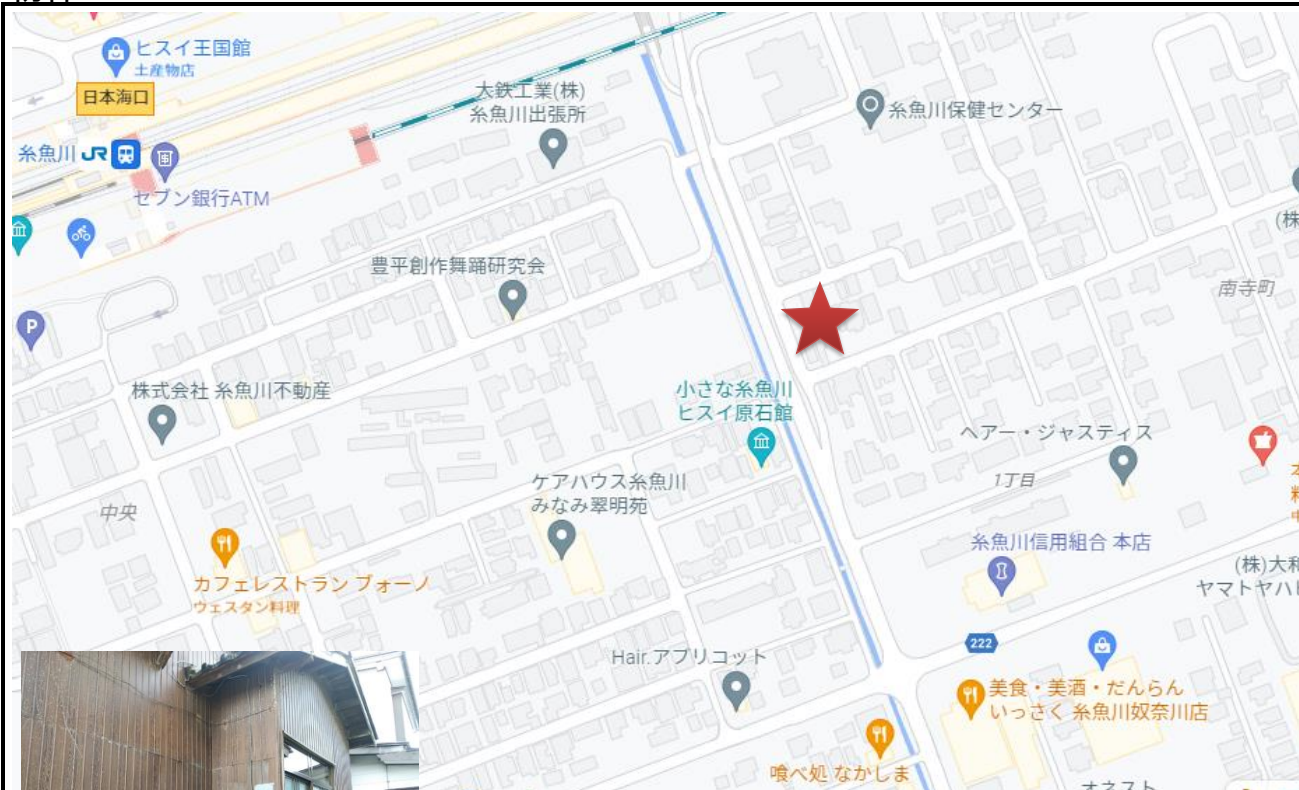 ヒスイ王国館
土産物店
日本海口
大鉄工業(株)
糸魚川出張所
糸魚川保健センター
糸魚川 JR
セブン銀行ATM
(株
豊平創作舞踊研究会
南寺町
P
株式会社 糸魚川不動産
小さな糸魚川
ヒスイ原石館
ヘアー・ジャスティス
1丁目
ケアハウス糸魚川
みなみ翠明苑
中央
糸魚川信用組合 本店
カフェレストラン ブォーノ
ウェスタン料理
(株)大和
ヤマトヤハ
222
Hair.アプリコット
美食・美酒・だんらん
いっさく 糸魚川奴奈川店
喰べ処 なかしま
オネスト